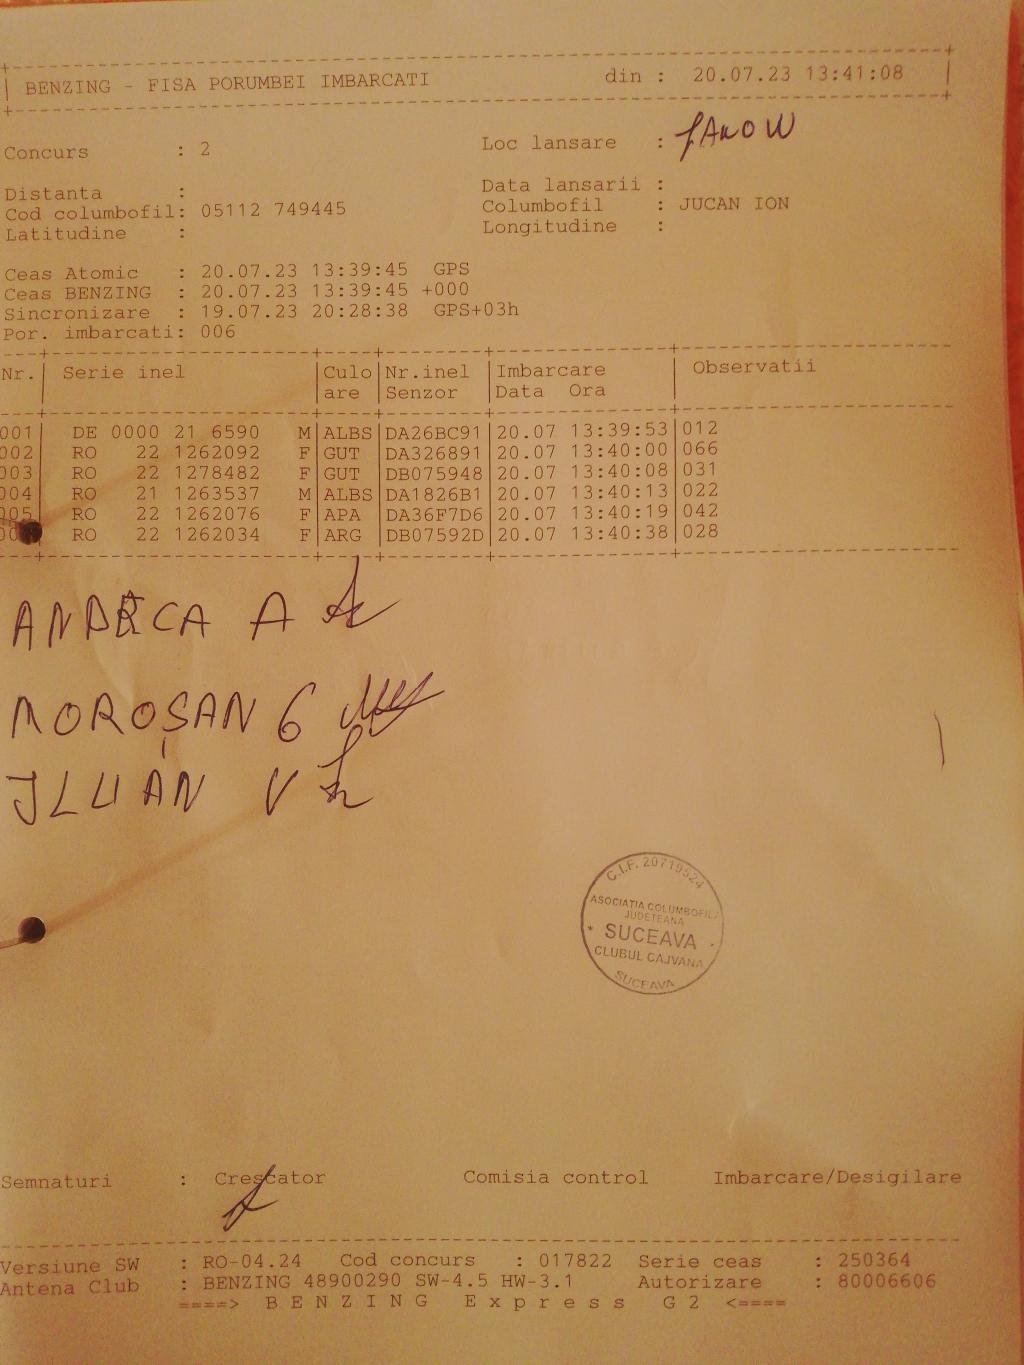 BENZING - FISA PORUMBEI IMBARCATI din : 20.07.23 13:41:08
Concurs : 2 Loc lansare : JANOW
Distanta : Data lansarii :
Cod columbofil: 05112 749445 Columbofil : JUCAN ION
Latitudine : Longitudine :
Ceas Atomic : 20.07.23 13:39:45 GPS
Ceas BENZING : 20.07.23 13:39:45 +000
Sincronizare : 19.07.23 20:28:38 GPS+03h
Por. imbarcati: 006
Nr. Serie inel Culo Nr.inel Imbarcare Observatii
are Senzor Data Ora
001 DE 0000 21 6590 M ALBS DA26BC91 20.07 13:39:53 012
002 RO 22 1262092 F GUT DA326891 20.07 13:40:00 066
003 RO 22 1278482 F GUT DB075948 20.07 13:40:08 031
004 RO 21 1263537 M ALBS DA1826B1 20.07 13:40:13 022
005 RO 22 1262076 F APA DA36F7D6 20.07 13:40:19 042
RO 22 1262034 F ARG DB07592D 20.07 13:40:38 028
A
MOROȘAN G
V
C.I.F. 20719524
ASOCIATIA COLUMBOFILA
JUDETEANA
SUCEAVA
CLUBUL CAJVANA
SUCEAVA
Semnaturi : Crescator Comisia control Imbarcare/Desigilare
Versiune SW : RO-04.24 Cod concurs : 017822 Serie ceas : 250364
Antena Club : BENZING 48900290 SW-4.5 HW-3.1 Autorizare : 80006606
====> B E N Z I N G E x p r e s s G 2 <====